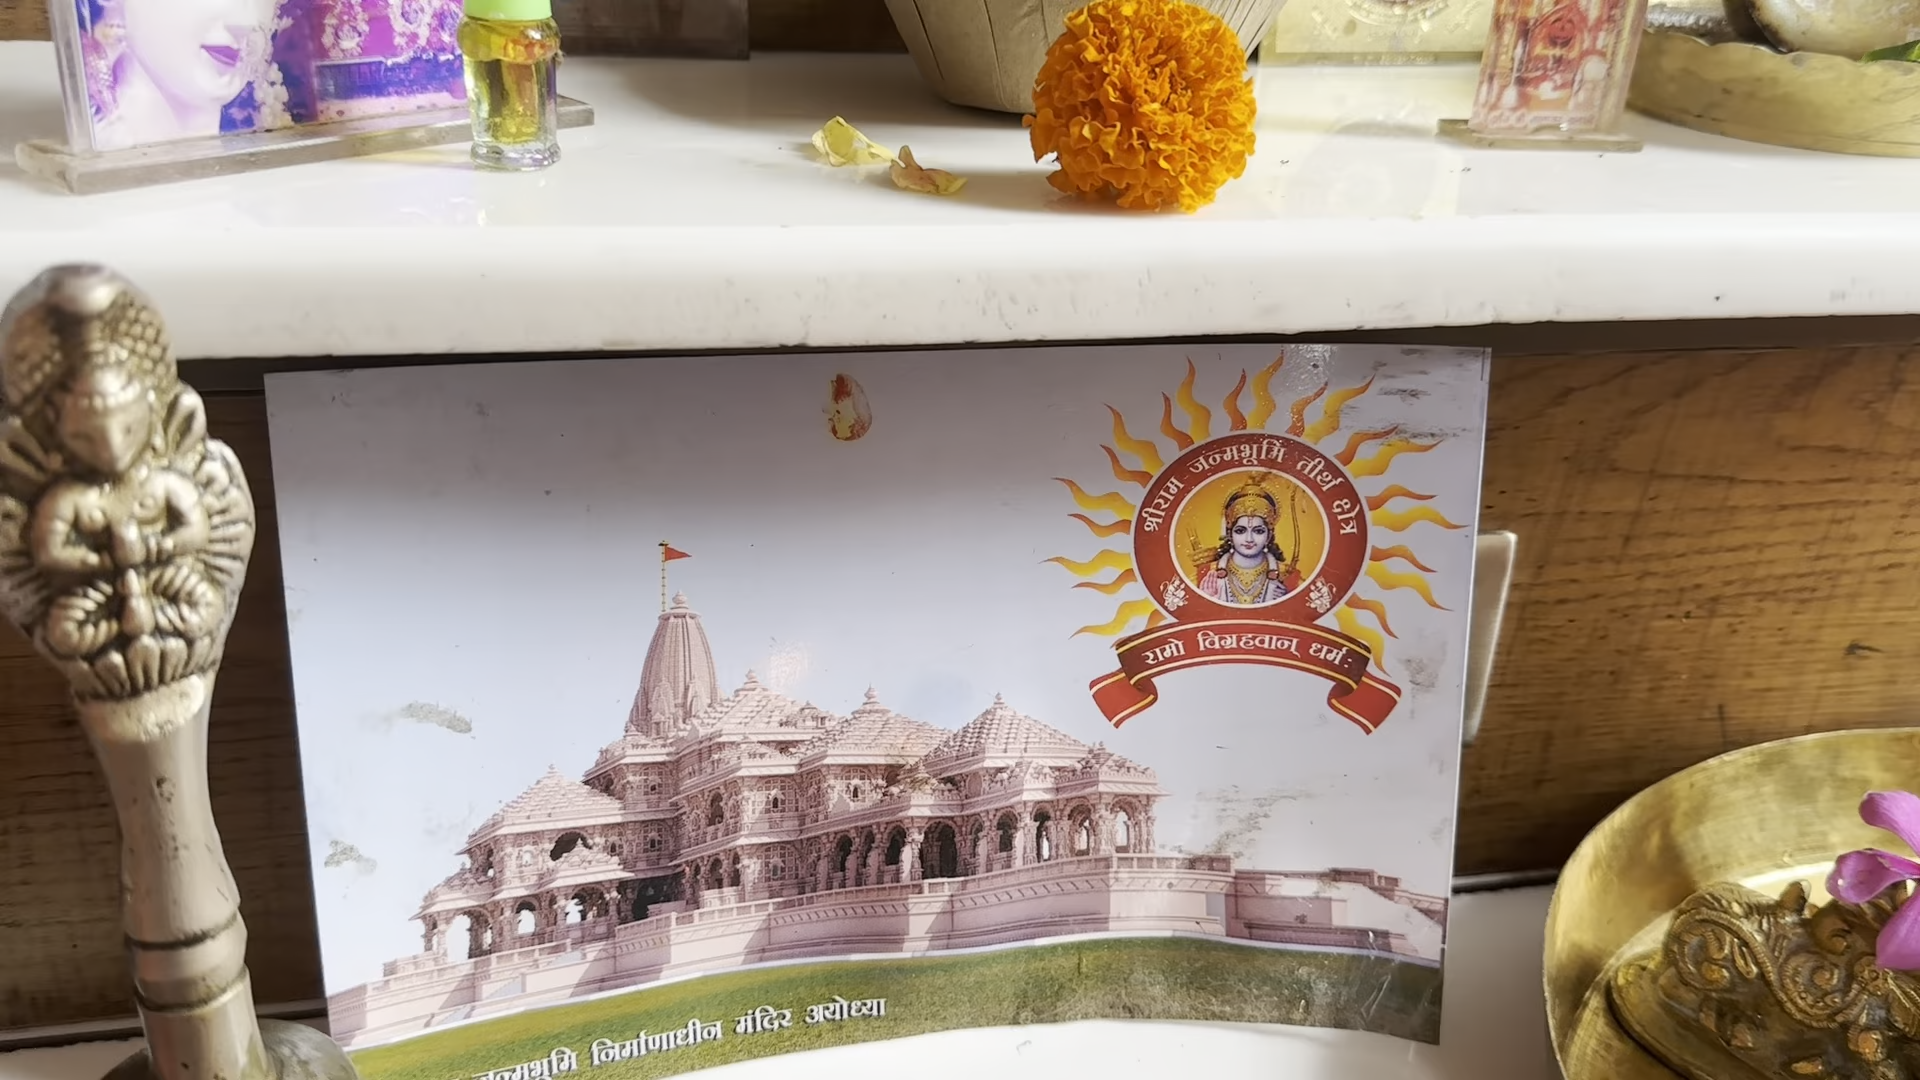 श्रीराम जन्मभूमि तीर्थ क्षेत्र
रामो विग्रहवान् धर्मः
जन्मभूमि निर्माणाधीन मंदिर अयोध्या